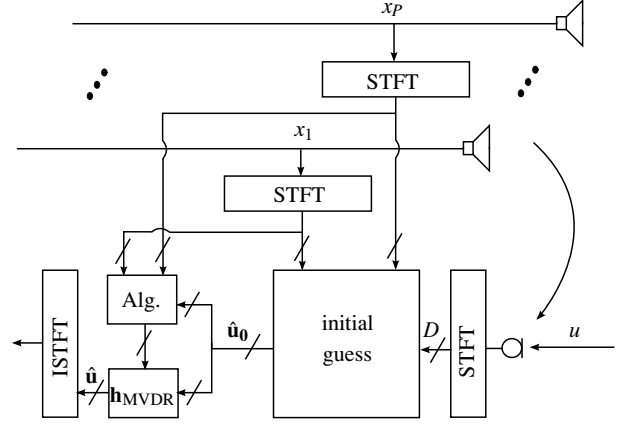 x_P
STFT
x_1
STFT
Alg.
initial
guess
û_0
D
STFT
u
ISTFT
û
h_MVDR